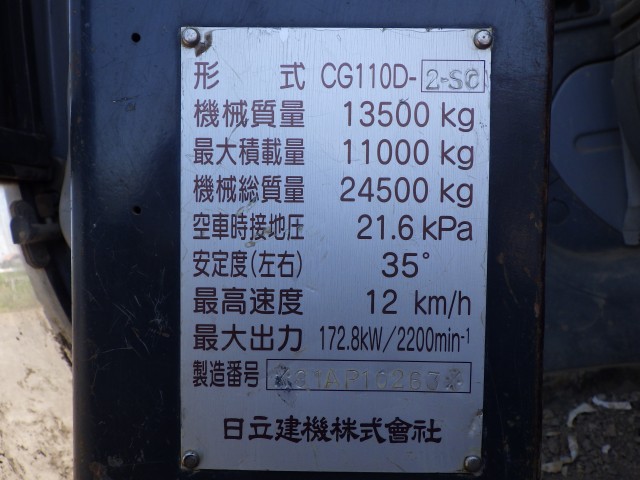 形 式 CG110D-2-SC
機械質量 13500 kg
最大積載量 11000 kg
機械総質量 24500 kg
空車時接地圧 21.6 kPa
安定度(左右) 35°
最高速度 12 km/h
最大出力 172.8kW/2200min-1
製造番号
日立建機株式會社